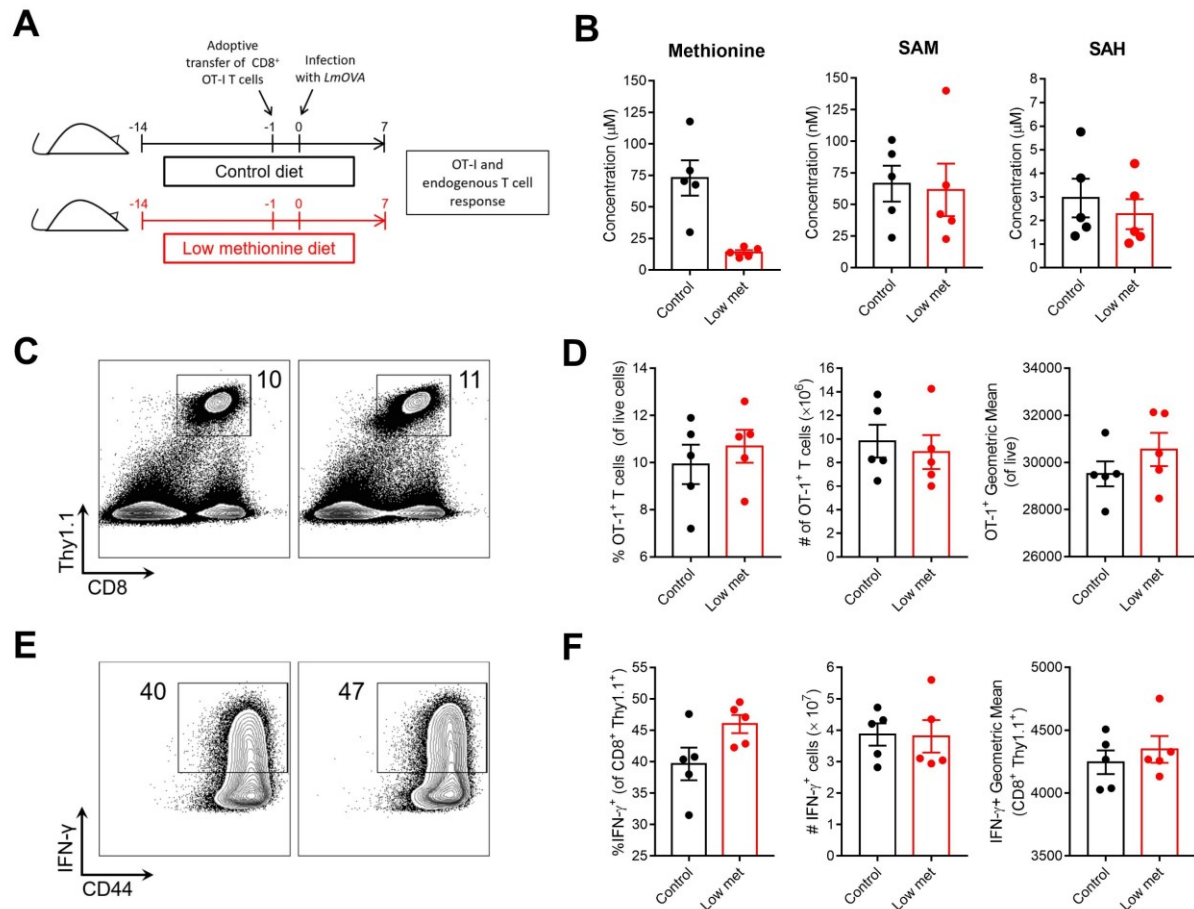 A
Adoptive
transfer of CD8+
OT-I T cells
Infection
with LmOVA
-14
-1
0
7
Control diet
-14
-1
0
7
Low methionine diet
OT-I and
endogenous T cell
response
B
Methionine
Concentration (μM)
150
125
100
75
50
25
0
Control
Low met
SAM
Concentration (nM)
150
125
100
75
50
25
0
Control
Low met
SAH
Concentration (μM)
8
7
6
5
4
3
2
1
0
Control
Low met
C
10
11
Thy1.1
CD8
D
% OT-1+ T cells (of live cells)
14
12
10
8
6
Control
Low met
# of OT-1+ T cells (×10⁶)
16
14
12
10
8
6
4
2
0
Control
Low met
OT-1+ Geometric Mean
(of live)
34000
32000
30000
28000
26000
Control
Low met
E
40
47
IFN-γ
CD44
F
%IFN-γ+ (of CD8+ Thy1.1+)
55
50
45
40
35
30
25
Control
Low met
# IFN-γ+ cells (× 10⁷)
7
6
5
4
3
2
1
0
Control
Low met
IFN-γ+ Geometric Mean
(CD8+ Thy1.1+)
5000
4500
4000
3500
Control
Low met